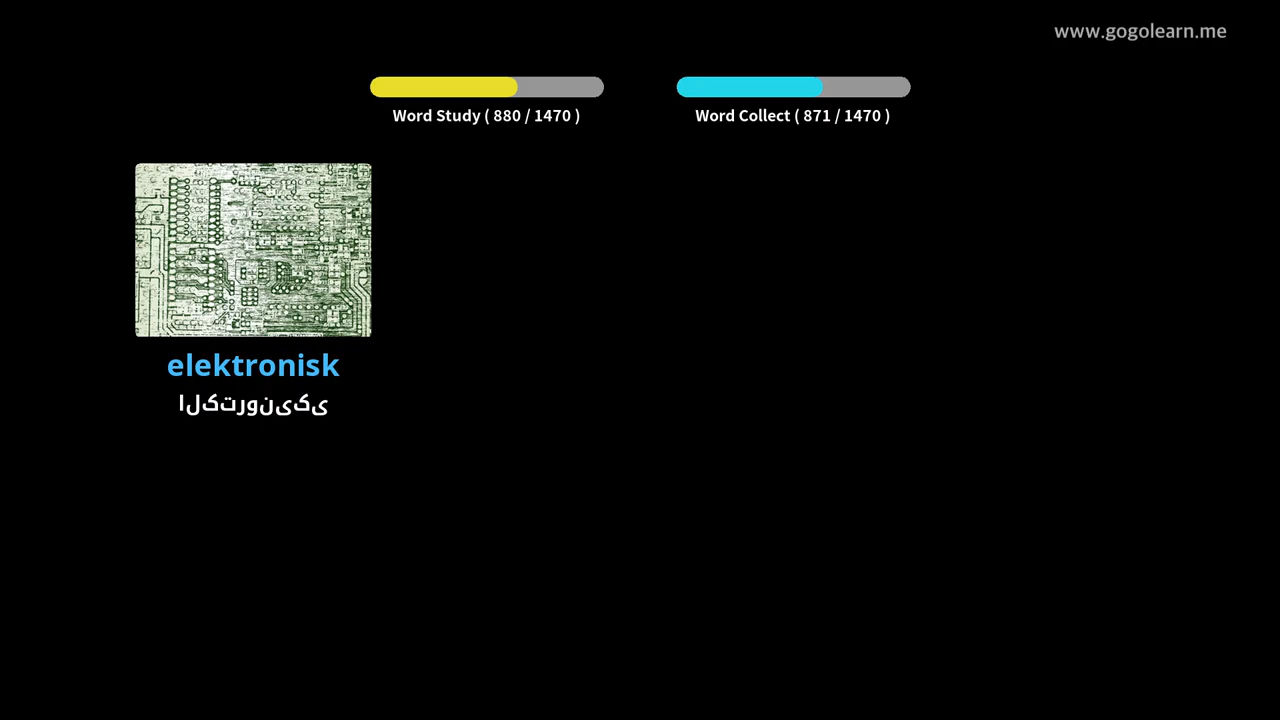 www.gogolearn.me
Word Study ( 880 / 1470 )
Word Collect ( 871 / 1470 )
elektronisk
الکترونیکی